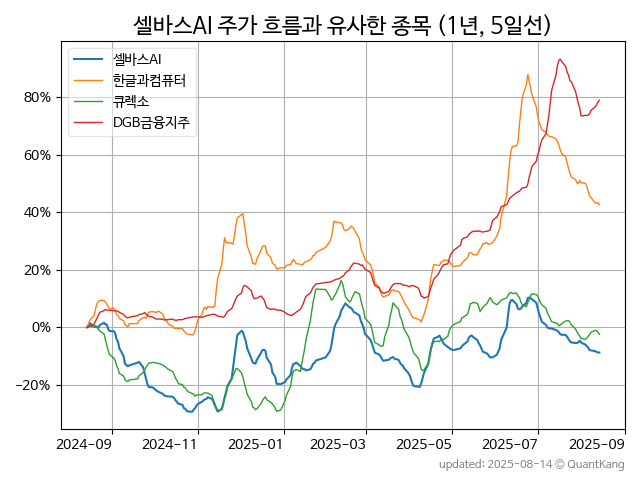 셀바스AI 주가 흐름과 유사한 종목 (1년, 5일선)
셀바스AI
한글과컴퓨터
큐렉소
DGB금융지주
80%
60%
40%
20%
0%
−20%
2024-09 2024-11 2025-01 2025-03 2025-05 2025-07 2025-09
updated: 2025-08-14 © QuantKang